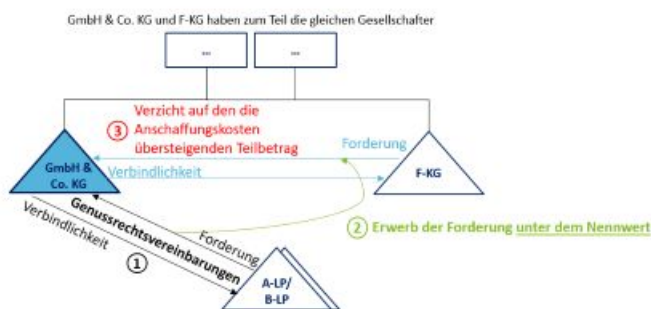 GmbH & Co. KG und F-KG haben zum Teil die gleichen Gesellschafter
...
...
Verzicht auf den die
③ Anschaffungskosten
übersteigenden Teilbetrag
Forderung
GmbH &
Co. KG
Verbindlichkeit
F-KG
② Erwerb der Forderung unter dem Nennwert
Verbindlichkeit
Genussrechtsvereinbarungen
Forderung
①
A-LP/
B-LP